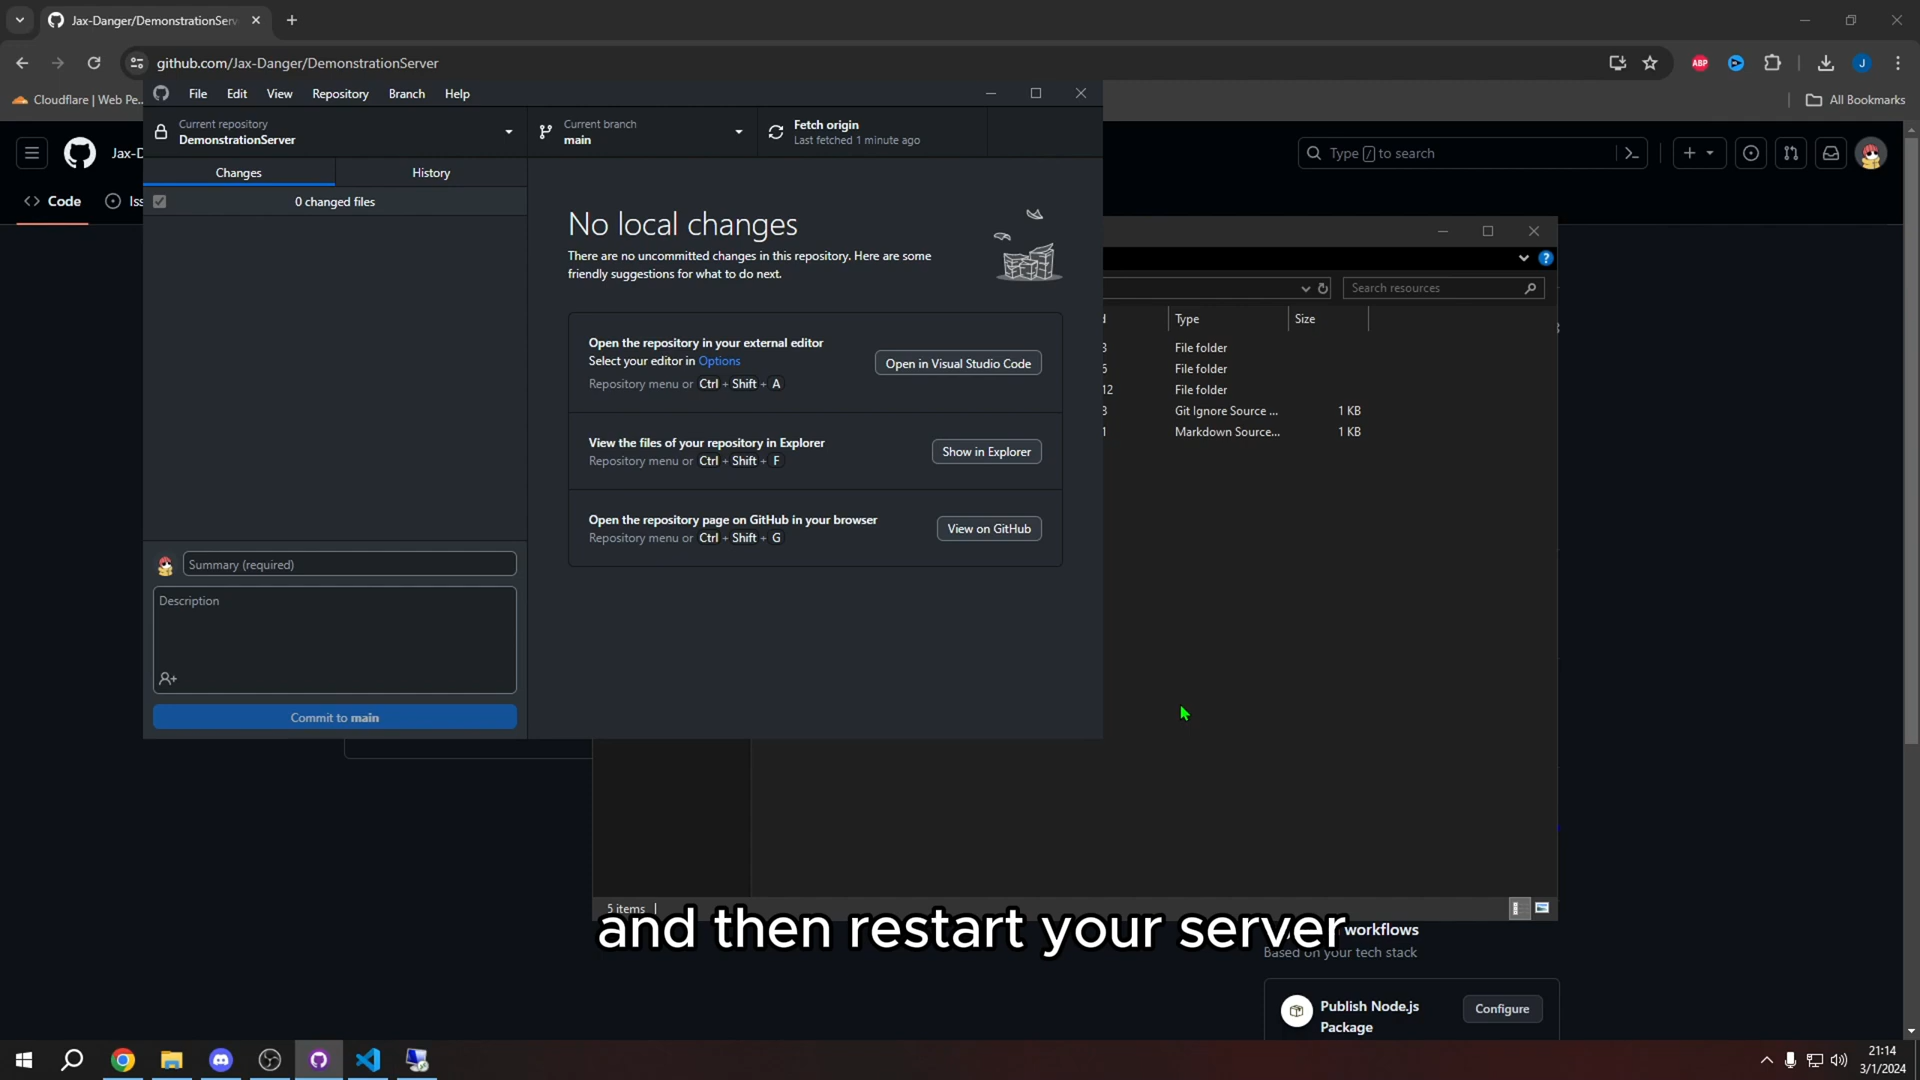 Jax-Danger/DemonstrationServ
github.com/Jax-Danger/DemonstrationServer
ABP
J
Cloudflare | Web Pe...
All Bookmarks
File Edit View Repository Branch Help
Current repository
DemonstrationServer
Current branch
main
Fetch origin
Last fetched 1 minute ago
Jax-D
Type / to search
Code
Iss
Changes
History
0 changed files
No local changes
There are no uncommitted changes in this repository. Here are some
friendly suggestions for what to do next.
Open the repository in your external editor
Select your editor in Options
Repository menu or Ctrl + Shift + A
Open in Visual Studio Code
View the files of your repository in Explorer
Repository menu or Ctrl + Shift + F
Show in Explorer
Open the repository page on GitHub in your browser
Repository menu or Ctrl + Shift + G
View on GitHub
Search resources
Type
Size
3 File folder
File folder
12 File folder
3 Git Ignore Source ... 1 KB
1 Markdown Source... 1 KB
Summary (required)
Description
Commit to main
5 items
and then restart your server
workflows
Based on your tech stack
Publish Node.js
Package
Configure
21:14
3/1/2024